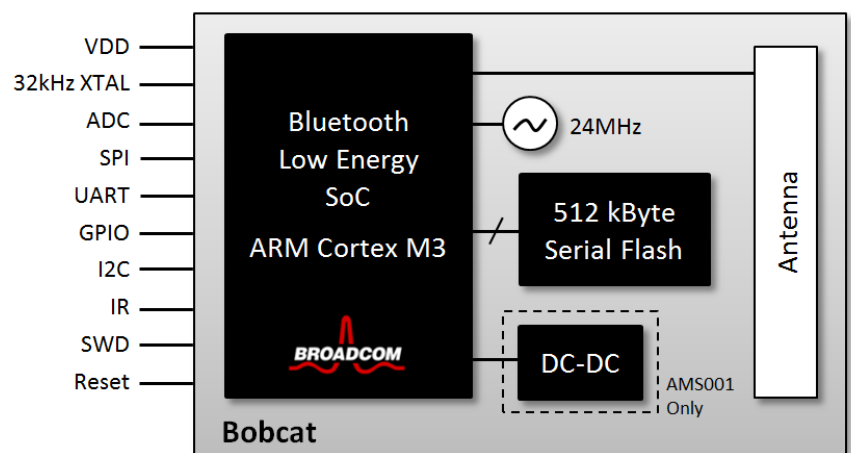 VDD
32kHz XTAL
ADC
SPI
UART
GPIO
I2C
IR
SWD
Reset
Bluetooth
Low Energy
SoC
ARM Cortex M3
BROADCOM
24MHz
512 kByte
Serial Flash
DC-DC
AMS001
Only
Antenna
Bobcat